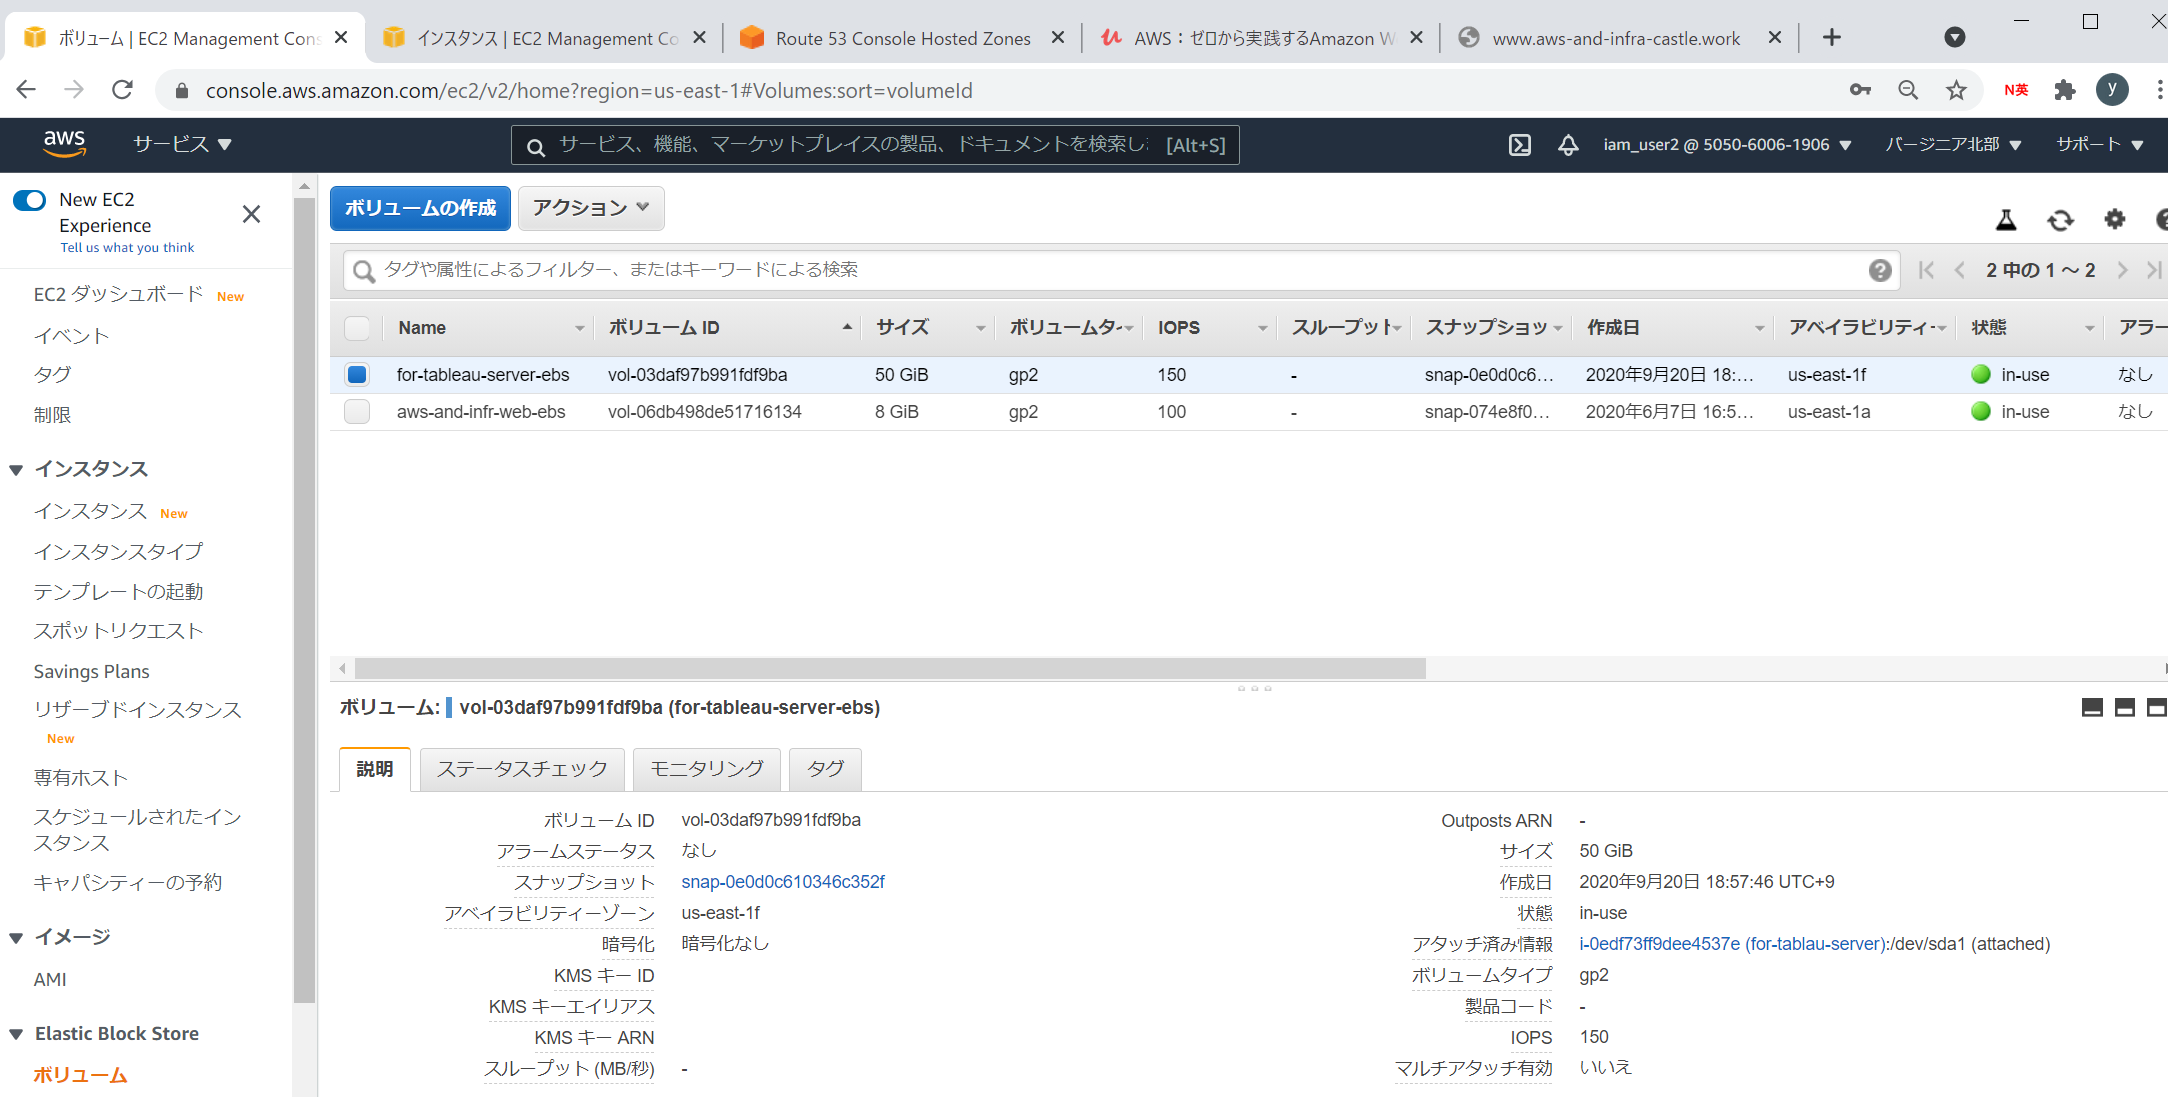 ボリューム | EC2 Management Cons
インスタンス | EC2 Management Co
Route 53 Console Hosted Zones
AWS：ゼロから実践するAmazon W
www.aws-and-infra-castle.work
console.aws.amazon.com/ec2/v2/home?region=us-east-1#Volumes:sort=volumeId
N英
y
aws
サービス
サービス、機能、マーケットプレイスの製品、ドキュメントを検索し
[Alt+S]
iam_user2 @ 5050-6006-1906
バージニア北部
サポート
New EC2
Experience
Tell us what you think
EC2 ダッシュボード New
イベント
タグ
制限
インスタンス
インスタンス New
インスタンスタイプ
テンプレートの起動
スポットリクエスト
Savings Plans
リザーブドインスタンス
New
専有ホスト
スケジュールされたイン
スタンス
キャパシティーの予約
イメージ
AMI
Elastic Block Store
ボリューム
ボリュームの作成
アクション
タグや属性によるフィルター、またはキーワードによる検索
2 中の 1 ～ 2
Name ボリューム ID サイズ ボリュームタ IOPS スループット スナップショッ 作成日 アベイラビリティ 状態 アラー
for-tableau-server-ebs vol-03daf97b991fdf9ba 50 GiB gp2 150 - snap-0e0d0c6... 2020年9月20日 18:... us-east-1f in-use なし
aws-and-infr-web-ebs vol-06db498de51716134 8 GiB gp2 100 - snap-074e8f0... 2020年6月7日 16:5... us-east-1a in-use なし
ボリューム: vol-03daf97b991fdf9ba (for-tableau-server-ebs)
説明 ステータスチェック モニタリング タグ
ボリューム ID vol-03daf97b991fdf9ba
アラームステータス なし
スナップショット snap-0e0d0c610346c352f
アベイラビリティーゾーン us-east-1f
暗号化 暗号化なし
KMS キー ID
KMS キーエイリアス
KMS キー ARN
スループット (MB/秒) -
Outposts ARN -
サイズ 50 GiB
作成日 2020年9月20日 18:57:46 UTC+9
状態 in-use
アタッチ済み情報 i-0edf73ff9dee4537e (for-tablau-server):/dev/sda1 (attached)
ボリュームタイプ gp2
製品コード -
IOPS 150
マルチアタッチ有効 いいえ